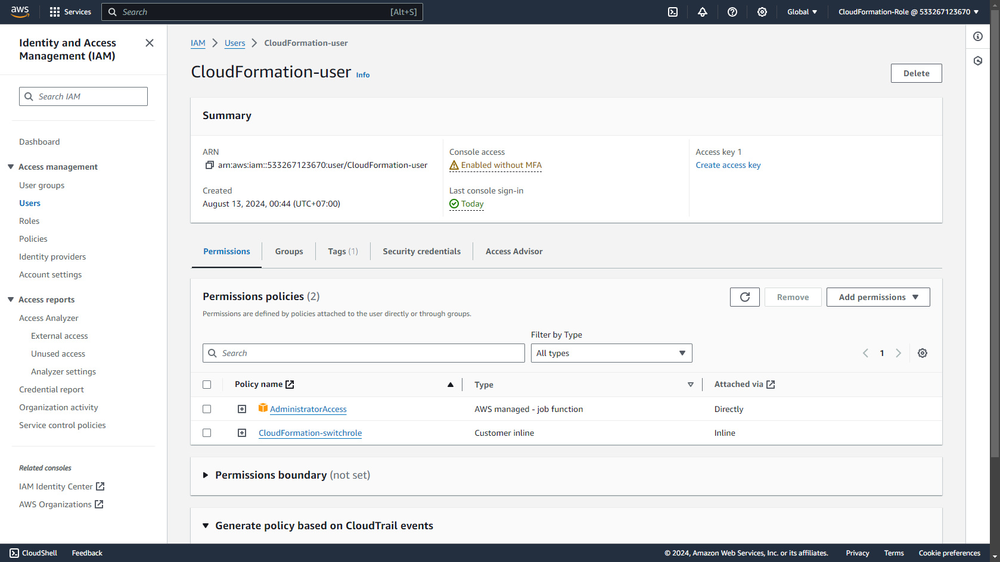 aws
Services
Search
[Alt+S]
Global
CloudFormation-Role @ 533267123670
Identity and Access
Management (IAM)
Search IAM
Dashboard
Access management
User groups
Users
Roles
Policies
Identity providers
Account settings
Access reports
Access Analyzer
External access
Unused access
Analyzer settings
Credential report
Organization activity
Service control policies
Related consoles
IAM Identity Center
AWS Organizations
IAM
Users
CloudFormation-user
CloudFormation-user Info
Delete
Summary
ARN
arn:aws:iam::533267123670:user/CloudFormation-user
Created
August 13, 2024, 00:44 (UTC+07:00)
Console access
Enabled without MFA
Last console sign-in
Today
Access key 1
Create access key
Permissions
Groups
Tags (1)
Security credentials
Access Advisor
Permissions policies (2)
Remove
Add permissions
Permissions are defined by policies attached to the user directly or through groups.
Filter by Type
Search
All types
1
Policy name
Type
Attached via
AdministratorAccess
AWS managed - job function
Directly
CloudFormation-switchrole
Customer inline
Inline
Permissions boundary (not set)
Generate policy based on CloudTrail events
CloudShell
Feedback
© 2024, Amazon Web Services, Inc. or its affiliates.
Privacy
Terms
Cookie preferences